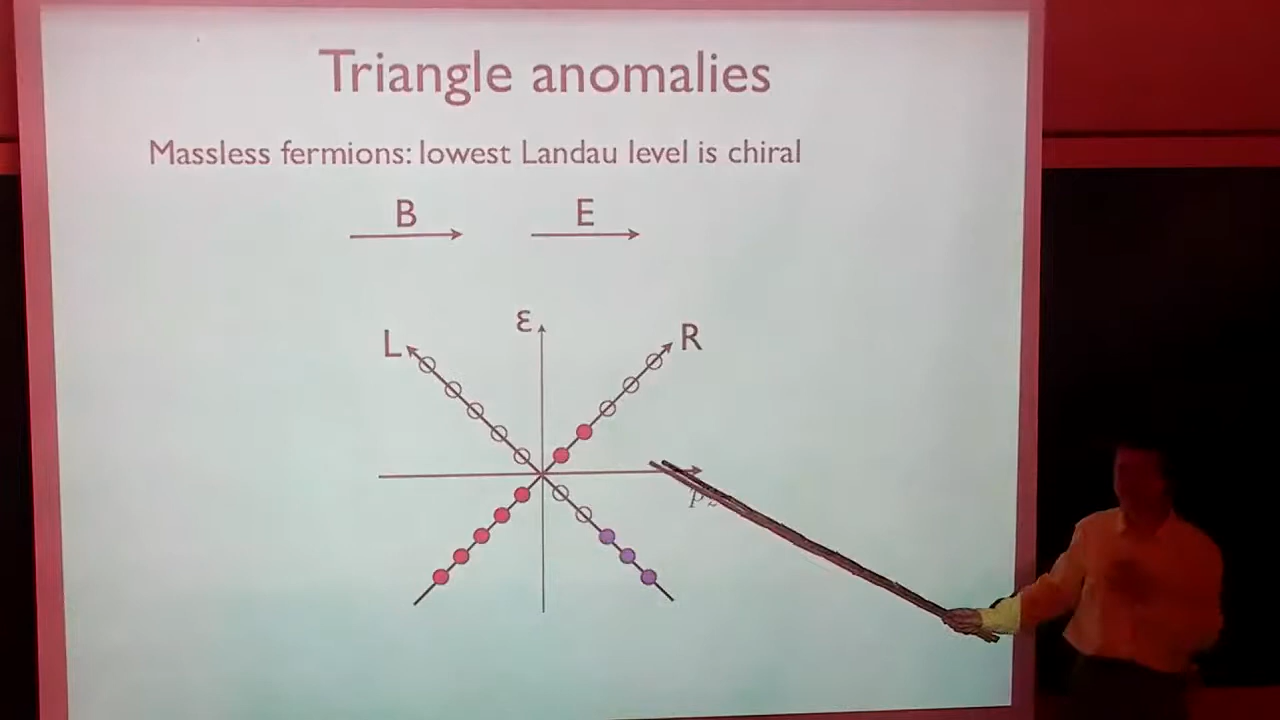 Triangle anomalies
Massless fermions: lowest Landau level is chiral
B
E
ε
L
R
p